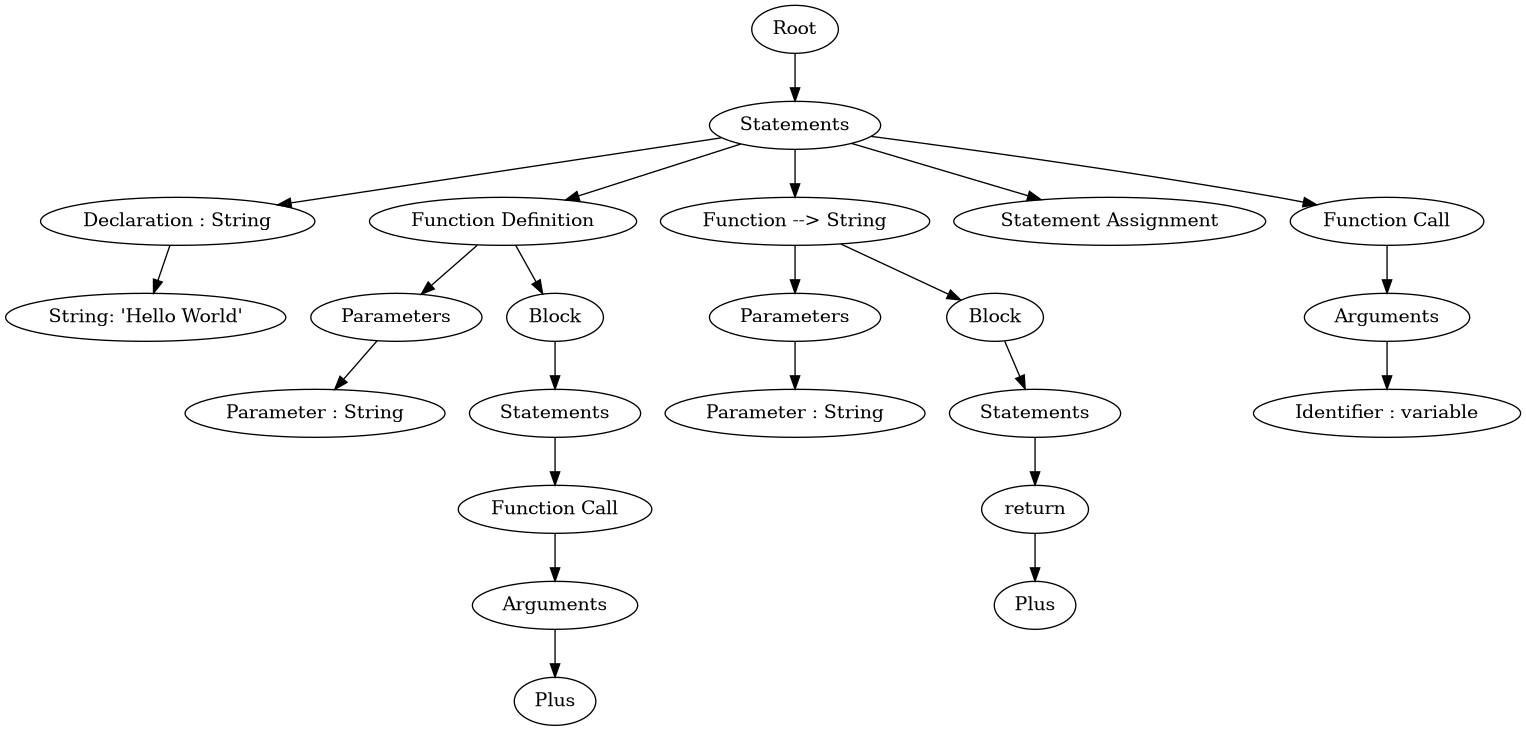 Root
Statements
Declaration : String
Function Definition
Function --> String
Statement Assignment
Function Call
String: 'Hello World'
Parameters
Block
Parameters
Block
Arguments
Parameter : String
Statements
Parameter : String
Statements
Identifier : variable
Function Call
return
Arguments
Plus
Plus